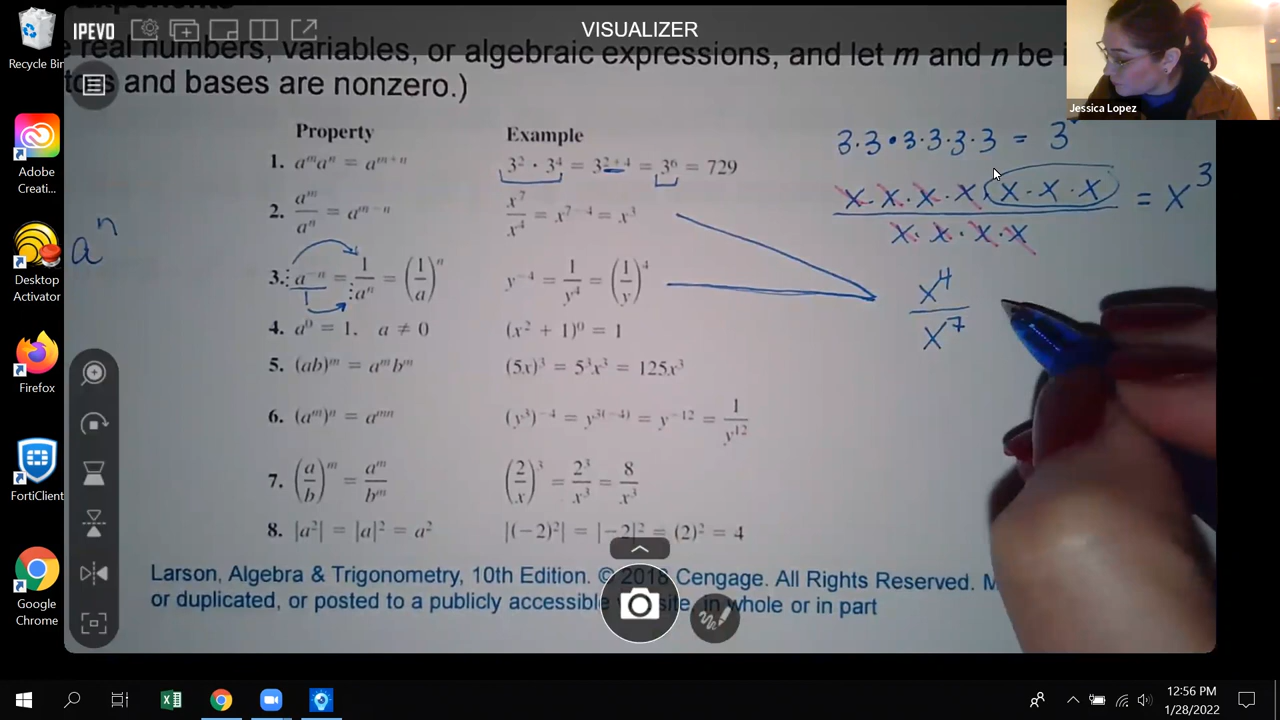 Recycle Bin
Adobe Creati...
Desktop Activator
Firefox
FortiClient
Google Chrome
IPEVO
VISUALIZER
Jessica Lopez
real numbers, variables, or algebraic expressions, and let m and n be
and bases are nonzero.)
Property Example
1. aᵐaⁿ = aᵐ⁺ⁿ 3² · 3⁴ = 3²⁺⁴ = 3⁶ = 729
2. aᵐ/aⁿ = aᵐ⁻ⁿ x⁷/x⁴ = x⁷⁻⁴ = x³
3. a⁻ⁿ = 1/aⁿ = (1/a)ⁿ y⁻⁴ = 1/y⁴ = (1/y)⁴
4. a⁰ = 1, a ≠ 0 (x² + 1)⁰ = 1
5. (ab)ᵐ = aᵐbᵐ (5x)³ = 5³x³ = 125x³
6. (aᵐ)ⁿ = aᵐⁿ (y³)⁻⁴ = y³⁽⁻⁴⁾ = y⁻¹² = 1/y¹²
7. (a/b)ᵐ = aᵐ/bᵐ (2/x)³ = 2³/x³ = 8/x³
8. |a²| = |a|² = a² |(-2)²| = |-2|² = (2)² = 4
aⁿ
3·3·3·3·3·3 = 3
x·x·x·x·x·x·x / x·x·x·x = x³
x⁴/x⁷
Larson, Algebra & Trigonometry, 10th Edition. © 2018 Cengage. All Rights Reserved.
or duplicated, or posted to a publicly accessible in whole or in part
12:56 PM
1/28/2022